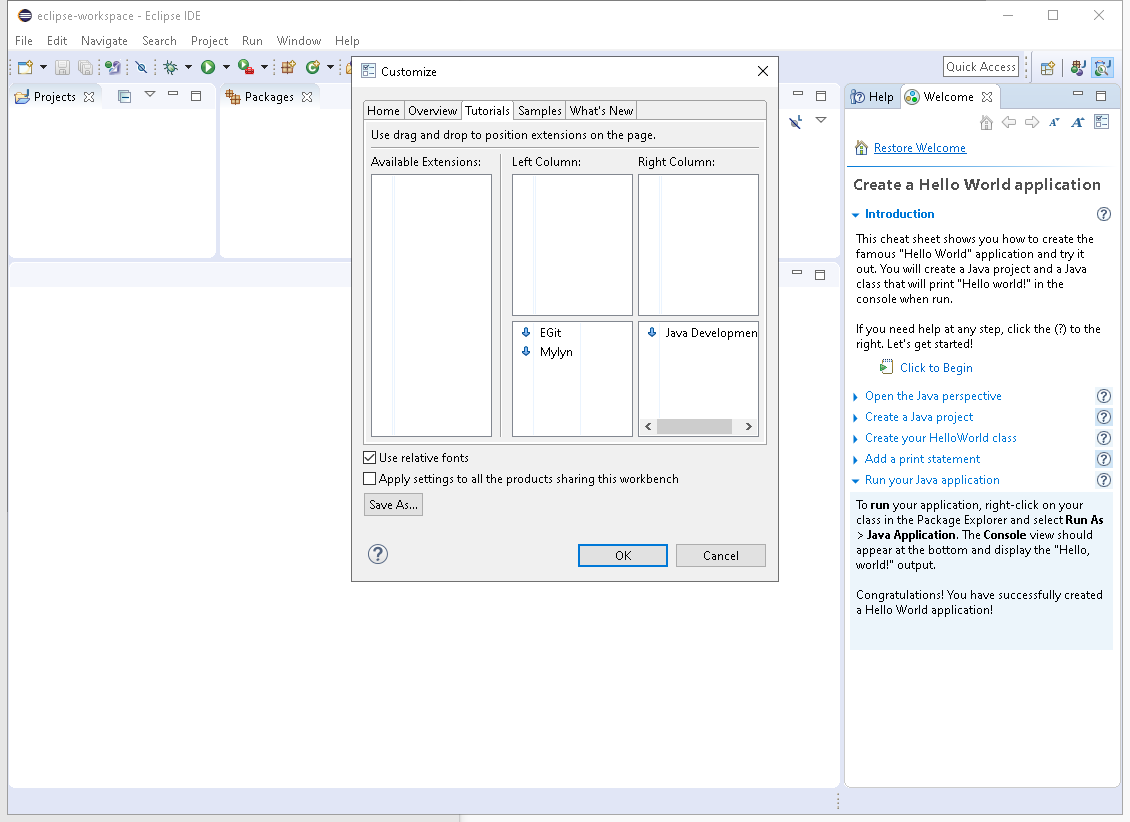 eclipse-workspace - Eclipse IDE
File Edit Navigate Search Project Run Window Help
Quick Access
Projects
Packages
Customize
Home Overview Tutorials Samples What's New
Use drag and drop to position extensions on the page.
Available Extensions: Left Column: Right Column:
EGit
Mylyn
Java Developmen
Use relative fonts
Apply settings to all the products sharing this workbench
Save As...
OK Cancel
Help Welcome
Restore Welcome
Create a Hello World application
Introduction
This cheat sheet shows you how to create the
famous "Hello World" application and try it
out. You will create a Java project and a Java
class that will print "Hello world!" in the
console when run.
If you need help at any step, click the (?) to the
right. Let's get started!
Click to Begin
Open the Java perspective
Create a Java project
Create your HelloWorld class
Add a print statement
Run your Java application
To run your application, right-click on your
class in the Package Explorer and select Run As
> Java Application. The Console view should
appear at the bottom and display the "Hello,
world!" output.
Congratulations! You have successfully created
a Hello World application!